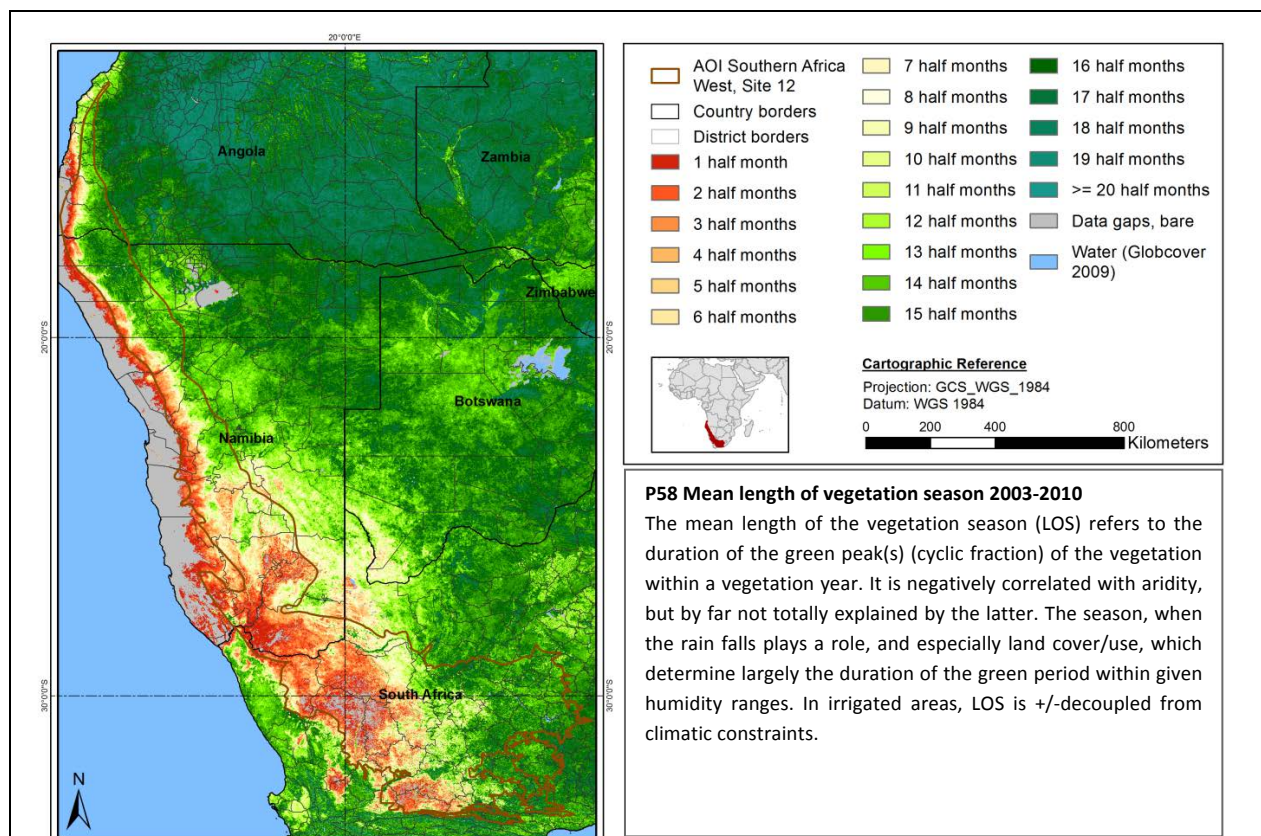 20°0'0"E
Angola
Zambia
Zimbabwe
20°0'0"S
20°0'0"S
Botswana
Namibia
South Africa
30°0'0"S
30°0'0"S
N
AOI Southern Africa
West, Site 12
Country borders
District borders
1 half month
2 half months
3 half months
4 half months
5 half months
6 half months
7 half months
8 half months
9 half months
10 half months
11 half months
12 half months
13 half months
14 half months
15 half months
16 half months
17 half months
18 half months
19 half months
>= 20 half months
Data gaps, bare
Water (Globcover
2009)
Cartographic Reference
Projection: GCS_WGS_1984
Datum: WGS 1984
0 200 400 800
Kilometers
P58 Mean length of vegetation season 2003-2010
The mean length of the vegetation season (LOS) refers to the
duration of the green peak(s) (cyclic fraction) of the vegetation
within a vegetation year. It is negatively correlated with aridity,
but by far not totally explained by the latter. The season, when
the rain falls plays a role, and especially land cover/use, which
determine largely the duration of the green period within given
humidity ranges. In irrigated areas, LOS is +/-decoupled from
climatic constraints.